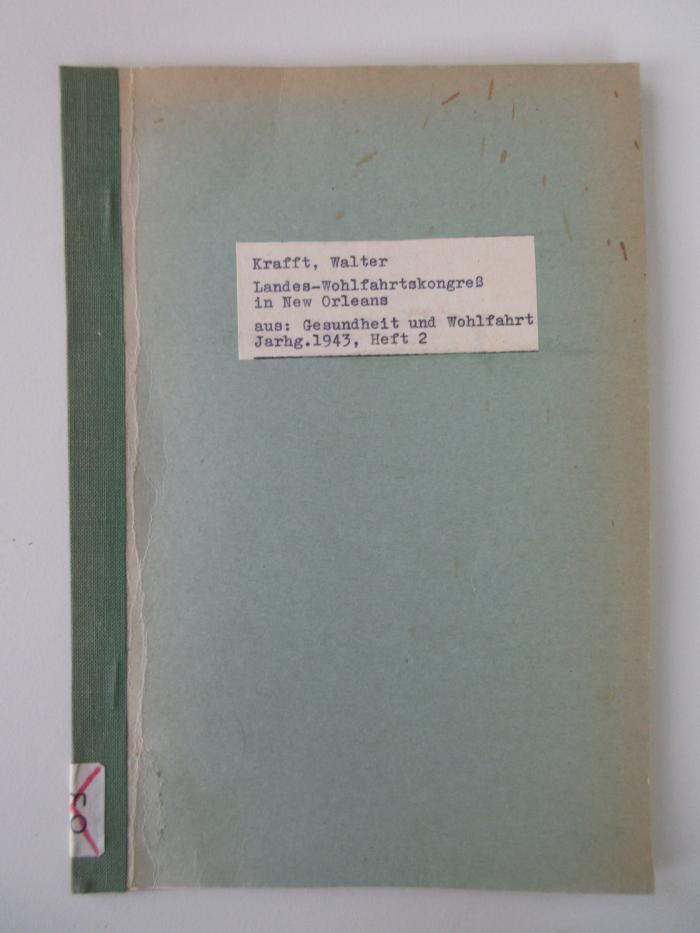 Krafft, Walter
Landes-Wohlfahrtskongreß
in New Orleans
aus: Gesundheit und Wohlfahrt
Jarhg.1943, Heft 2